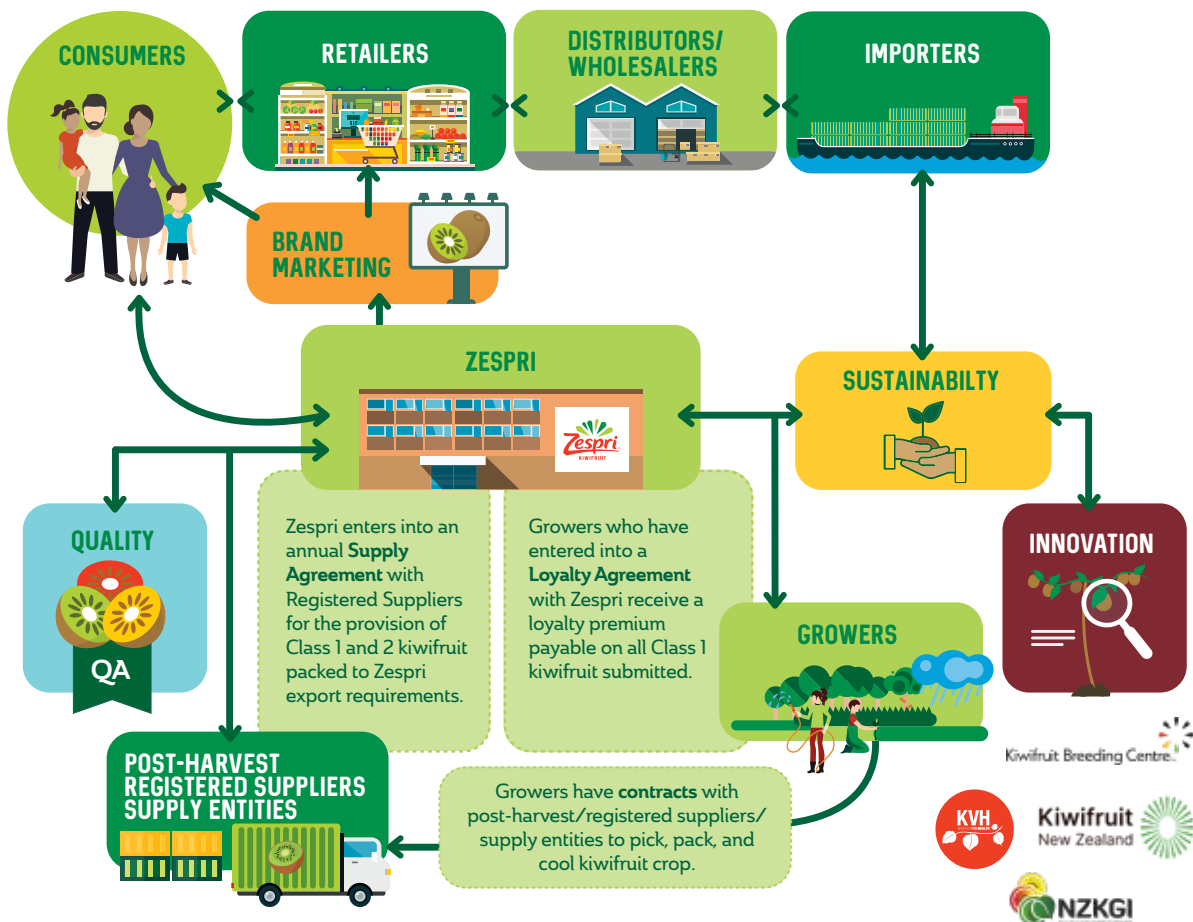 CONSUMERS
RETAILERS
DISTRIBUTORS/
WHOLESALERS
IMPORTERS
BRAND
MARKETING
ZESPRI
Zespri
KIWIFRUIT
SUSTAINABILTY
QUALITY
QA
Zespri enters into an
annual Supply
Agreement with
Registered Suppliers
for the provision of
Class 1 and 2 kiwifruit
packed to Zespri
export requirements.
Growers who have
entered into a
Loyalty Agreement
with Zespri receive a
loyalty premium
payable on all Class 1
kiwifruit submitted.
INNOVATION
GROWERS
POST-HARVEST
REGISTERED SUPPLIERS
SUPPLY ENTITIES
Growers have contracts with
post-harvest/registered suppliers/
supply entities to pick, pack, and
cool kiwifruit crop.
Kiwifruit Breeding Centre
KVH
Kiwifruit
New Zealand
NZKGI